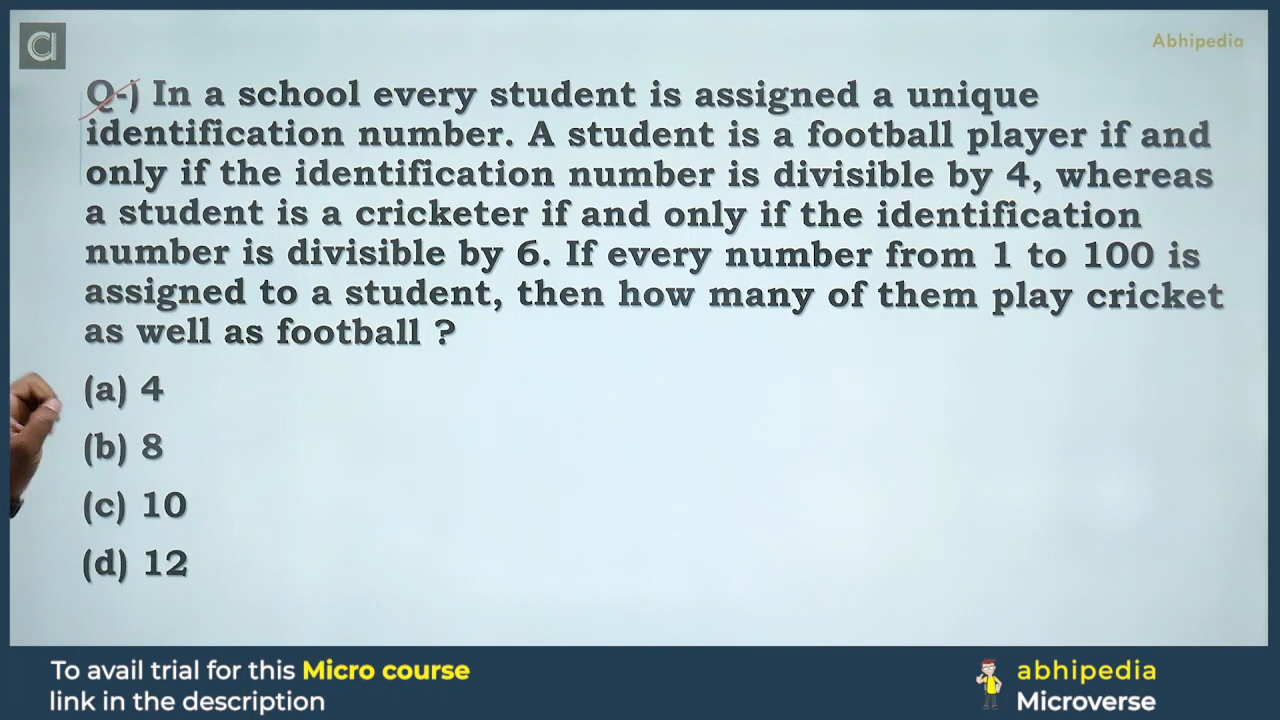 a
Abhipedia
Q-) In a school every student is assigned a unique
identification number. A student is a football player if and
only if the identification number is divisible by 4, whereas
a student is a cricketer if and only if the identification
number is divisible by 6. If every number from 1 to 100 is
assigned to a student, then how many of them play cricket
as well as football ?
(a) 4
(b) 8
(c) 10
(d) 12
To avail trial for this Micro course
link in the description
abhipedia
Microverse